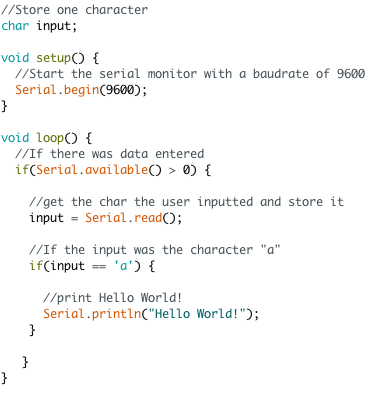 //Store one character
char input;
void setup() {
//Start the serial monitor with a baudrate of 9600
Serial.begin(9600);
}
void loop() {
//If there was data entered
if(Serial.available() > 0) {
//get the char the user inputted and store it
input = Serial.read();
//If the input was the character "a"
if(input == 'a') {
//print Hello World!
Serial.println("Hello World!");
}
}
}